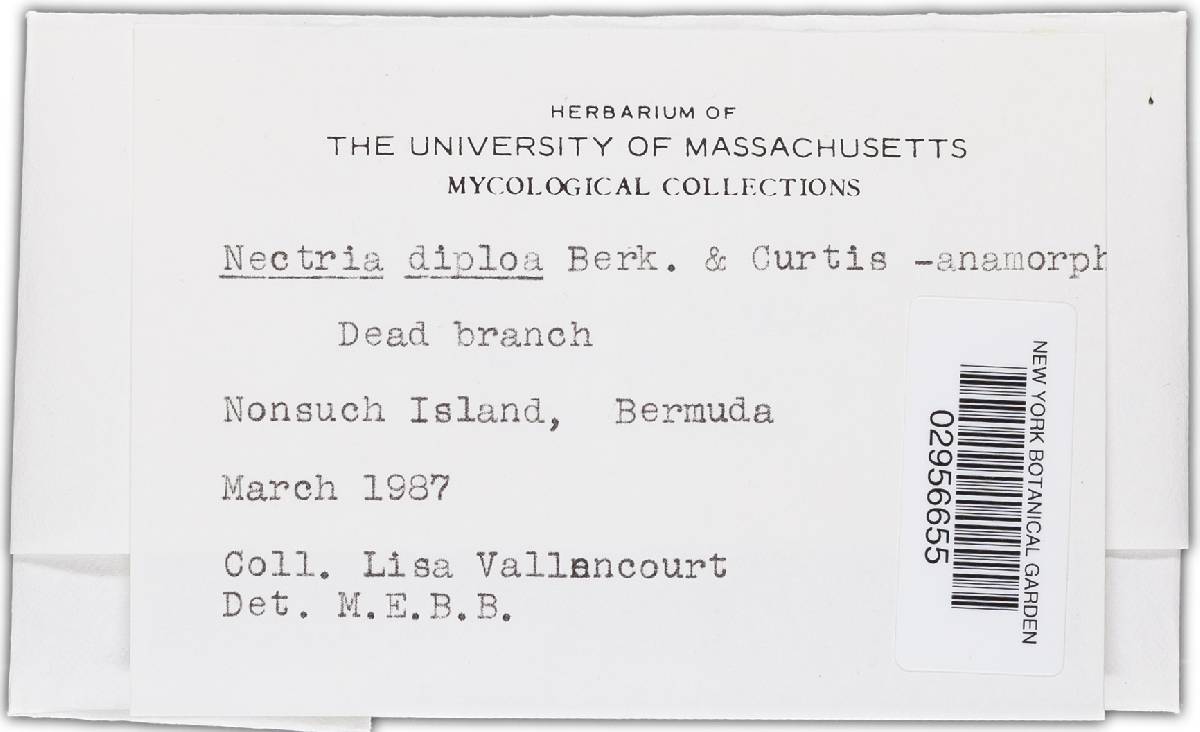 HERBARIUM OF
THE UNIVERSITY OF MASSACHUSETTS
MYCOLOGICAL COLLECTIONS
Nectria diploa Berk. & Curtis -anamorph
Dead branch
Nonsuch Island, Bermuda
March 1987
Coll. Lisa Vallencourt
Det. M.E.B.B.
NEW YORK BOTANICAL GARDEN
02956655